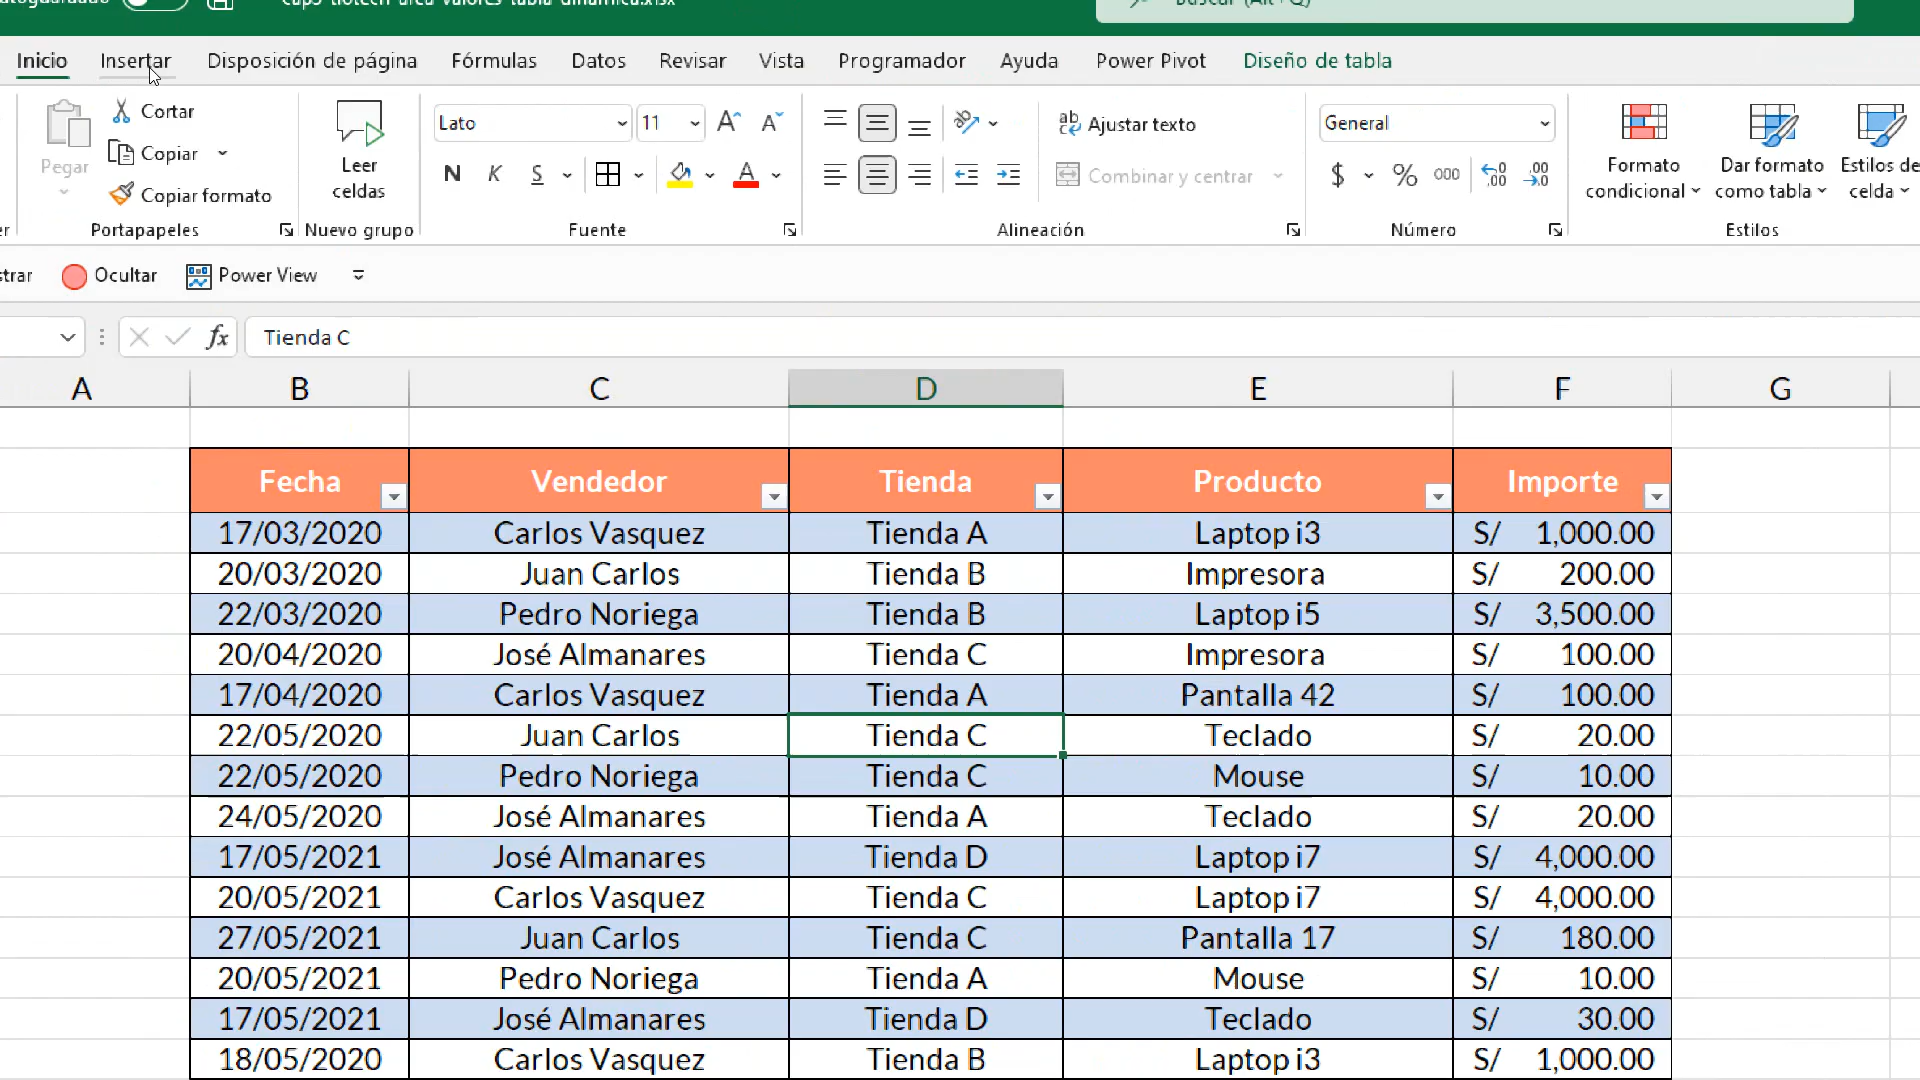 Inicio Insertar Disposición de página Fórmulas Datos Revisar Vista Programador Ayuda Power Pivot Diseño de tabla
Pegar
Cortar
Copiar
Copiar formato
Portapapeles
Leer
celdas
Nuevo grupo
Lato 11
N K S
Fuente
Ajustar texto
Combinar y centrar
Alineación
General
$ % 000
Número
Formato
condicional
Dar formato
como tabla
Estilos de
celda
Estilos
Ocultar Power View
fx Tienda C
A B C D E F G
Fecha Vendedor Tienda Producto Importe
17/03/2020 Carlos Vasquez Tienda A Laptop i3 S/ 1,000.00
20/03/2020 Juan Carlos Tienda B Impresora S/ 200.00
22/03/2020 Pedro Noriega Tienda B Laptop i5 S/ 3,500.00
20/04/2020 José Almanares Tienda C Impresora S/ 100.00
17/04/2020 Carlos Vasquez Tienda A Pantalla 42 S/ 100.00
22/05/2020 Juan Carlos Tienda C Teclado S/ 20.00
22/05/2020 Pedro Noriega Tienda C Mouse S/ 10.00
24/05/2020 José Almanares Tienda A Teclado S/ 20.00
17/05/2021 José Almanares Tienda D Laptop i7 S/ 4,000.00
20/05/2021 Carlos Vasquez Tienda C Laptop i7 S/ 4,000.00
27/05/2021 Juan Carlos Tienda C Pantalla 17 S/ 180.00
20/05/2021 Pedro Noriega Tienda A Mouse S/ 10.00
17/05/2021 José Almanares Tienda D Teclado S/ 30.00
18/05/2020 Carlos Vasquez Tienda B Laptop i3 S/ 1,000.00